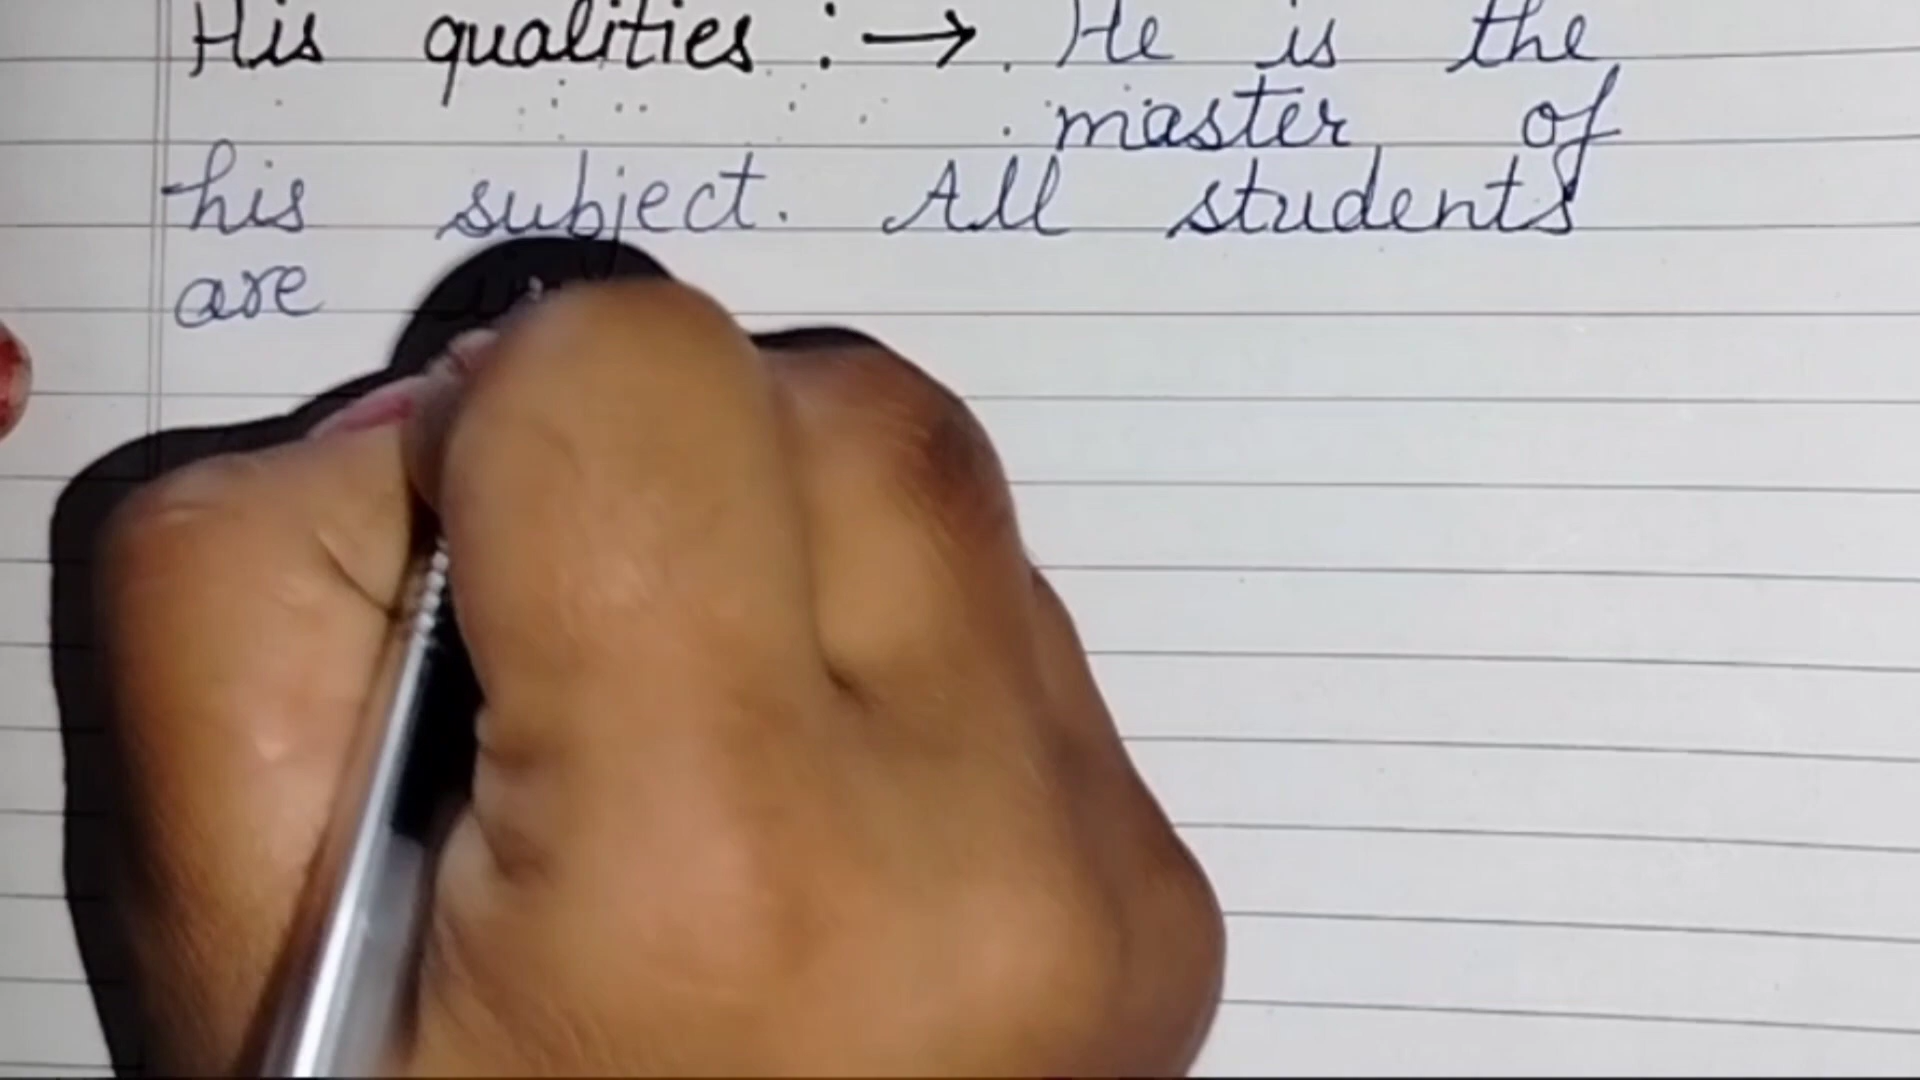 His qualities :→ He is the
master of
his subject. All students
are